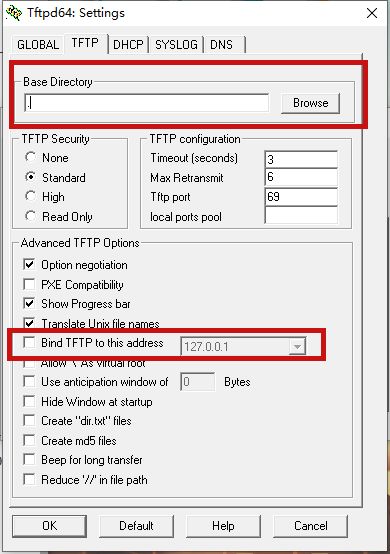 Tftpd64: Settings
GLOBAL TFTP DHCP SYSLOG DNS
Base Directory
.
Browse
TFTP Security
None
Standard
High
Read Only
TFTP configuration
Timeout (seconds) 3
Max Retransmit 6
Tftp port 69
local ports pool
Advanced TFTP Options
Option negotiation
PXE Compatibility
Show Progress bar
Translate Unix file names
Bind TFTP to this address 127.0.0.1
Allow '\' As virtual root
Use anticipation window of 0 Bytes
Hide Window at startup
Create "dir.txt" files
Create md5 files
Beep for long transfer
Reduce '//' in file path
OK Default Help Cancel